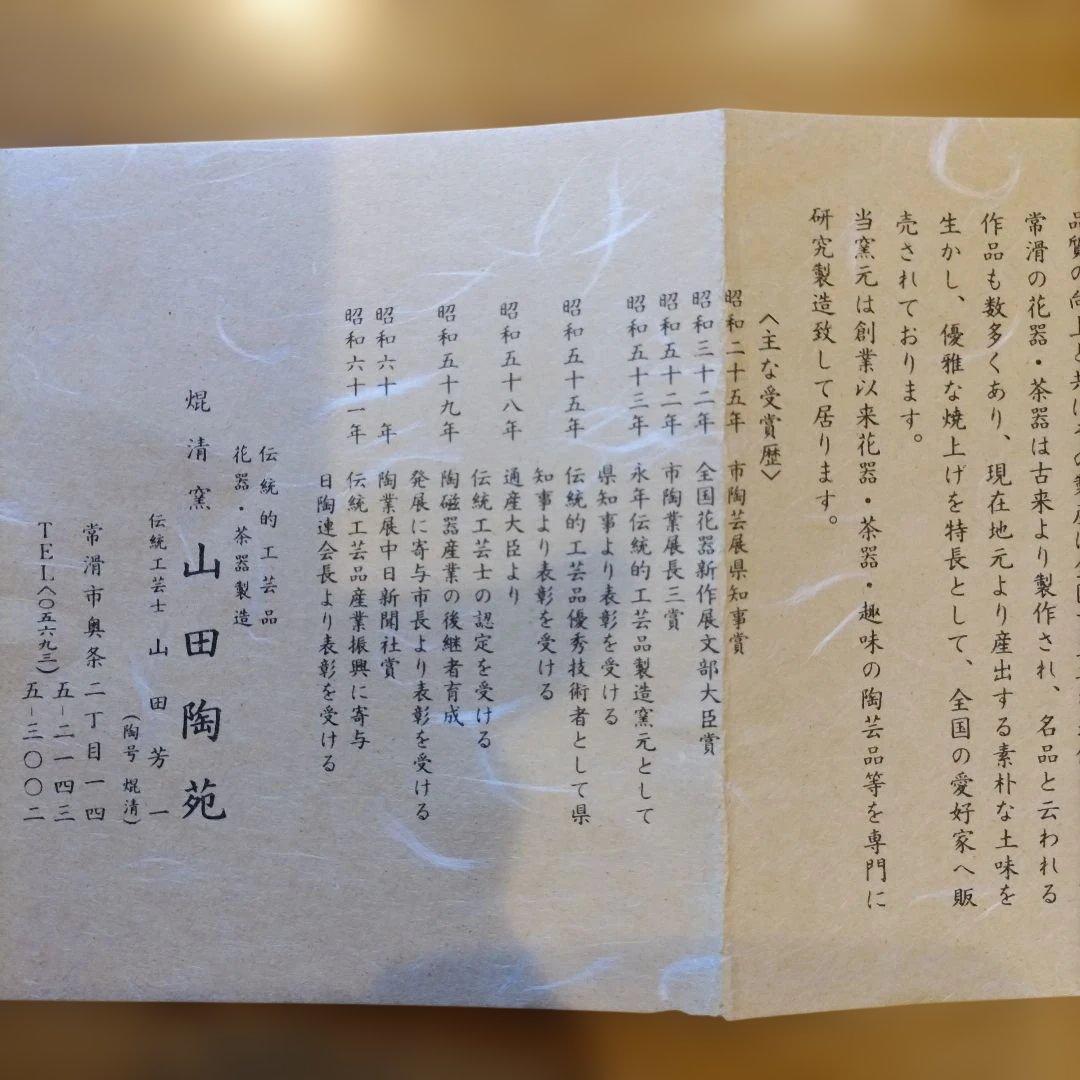 常滑の花器・茶器は古来より製作され、名品と云われる
作品も数多くあり、現在地元より産出する素朴な土味を
生かし、優雅な焼上げを特長として、全国の愛好家へ販
売されております。
当窯元は創業以来花器・茶器・趣味の陶芸品等を専門に
研究製造致して居ります。
〈主な受賞歴〉
昭和二十五年 市陶芸展県知事賞
昭和三十二年 全国花器新作展文部大臣賞
昭和五十二年 市陶業展長三賞
昭和五十三年 永年伝統的工芸品製造窯元として
県知事より表彰を受ける
昭和五十五年 伝統的工芸品優秀技術者として県
知事より表彰を受ける
昭和五十八年 通産大臣より
伝統工芸士の認定を受ける
昭和五十九年 陶磁器産業の後継者育成
発展に寄与市長より表彰を受ける
昭和六十 年 陶業展中日新聞社賞
昭和六十一年 伝統工芸品産業振興に寄与
日陶連会長より表彰を受ける
伝統的工芸品
花器・茶器製造
焜清窯 山田陶苑
伝統工芸士 山田芳一
(陶号 焜清)
常滑市奥条二丁目一四
TEL〈〇五六九三〉五－二一四三
五－三〇〇二